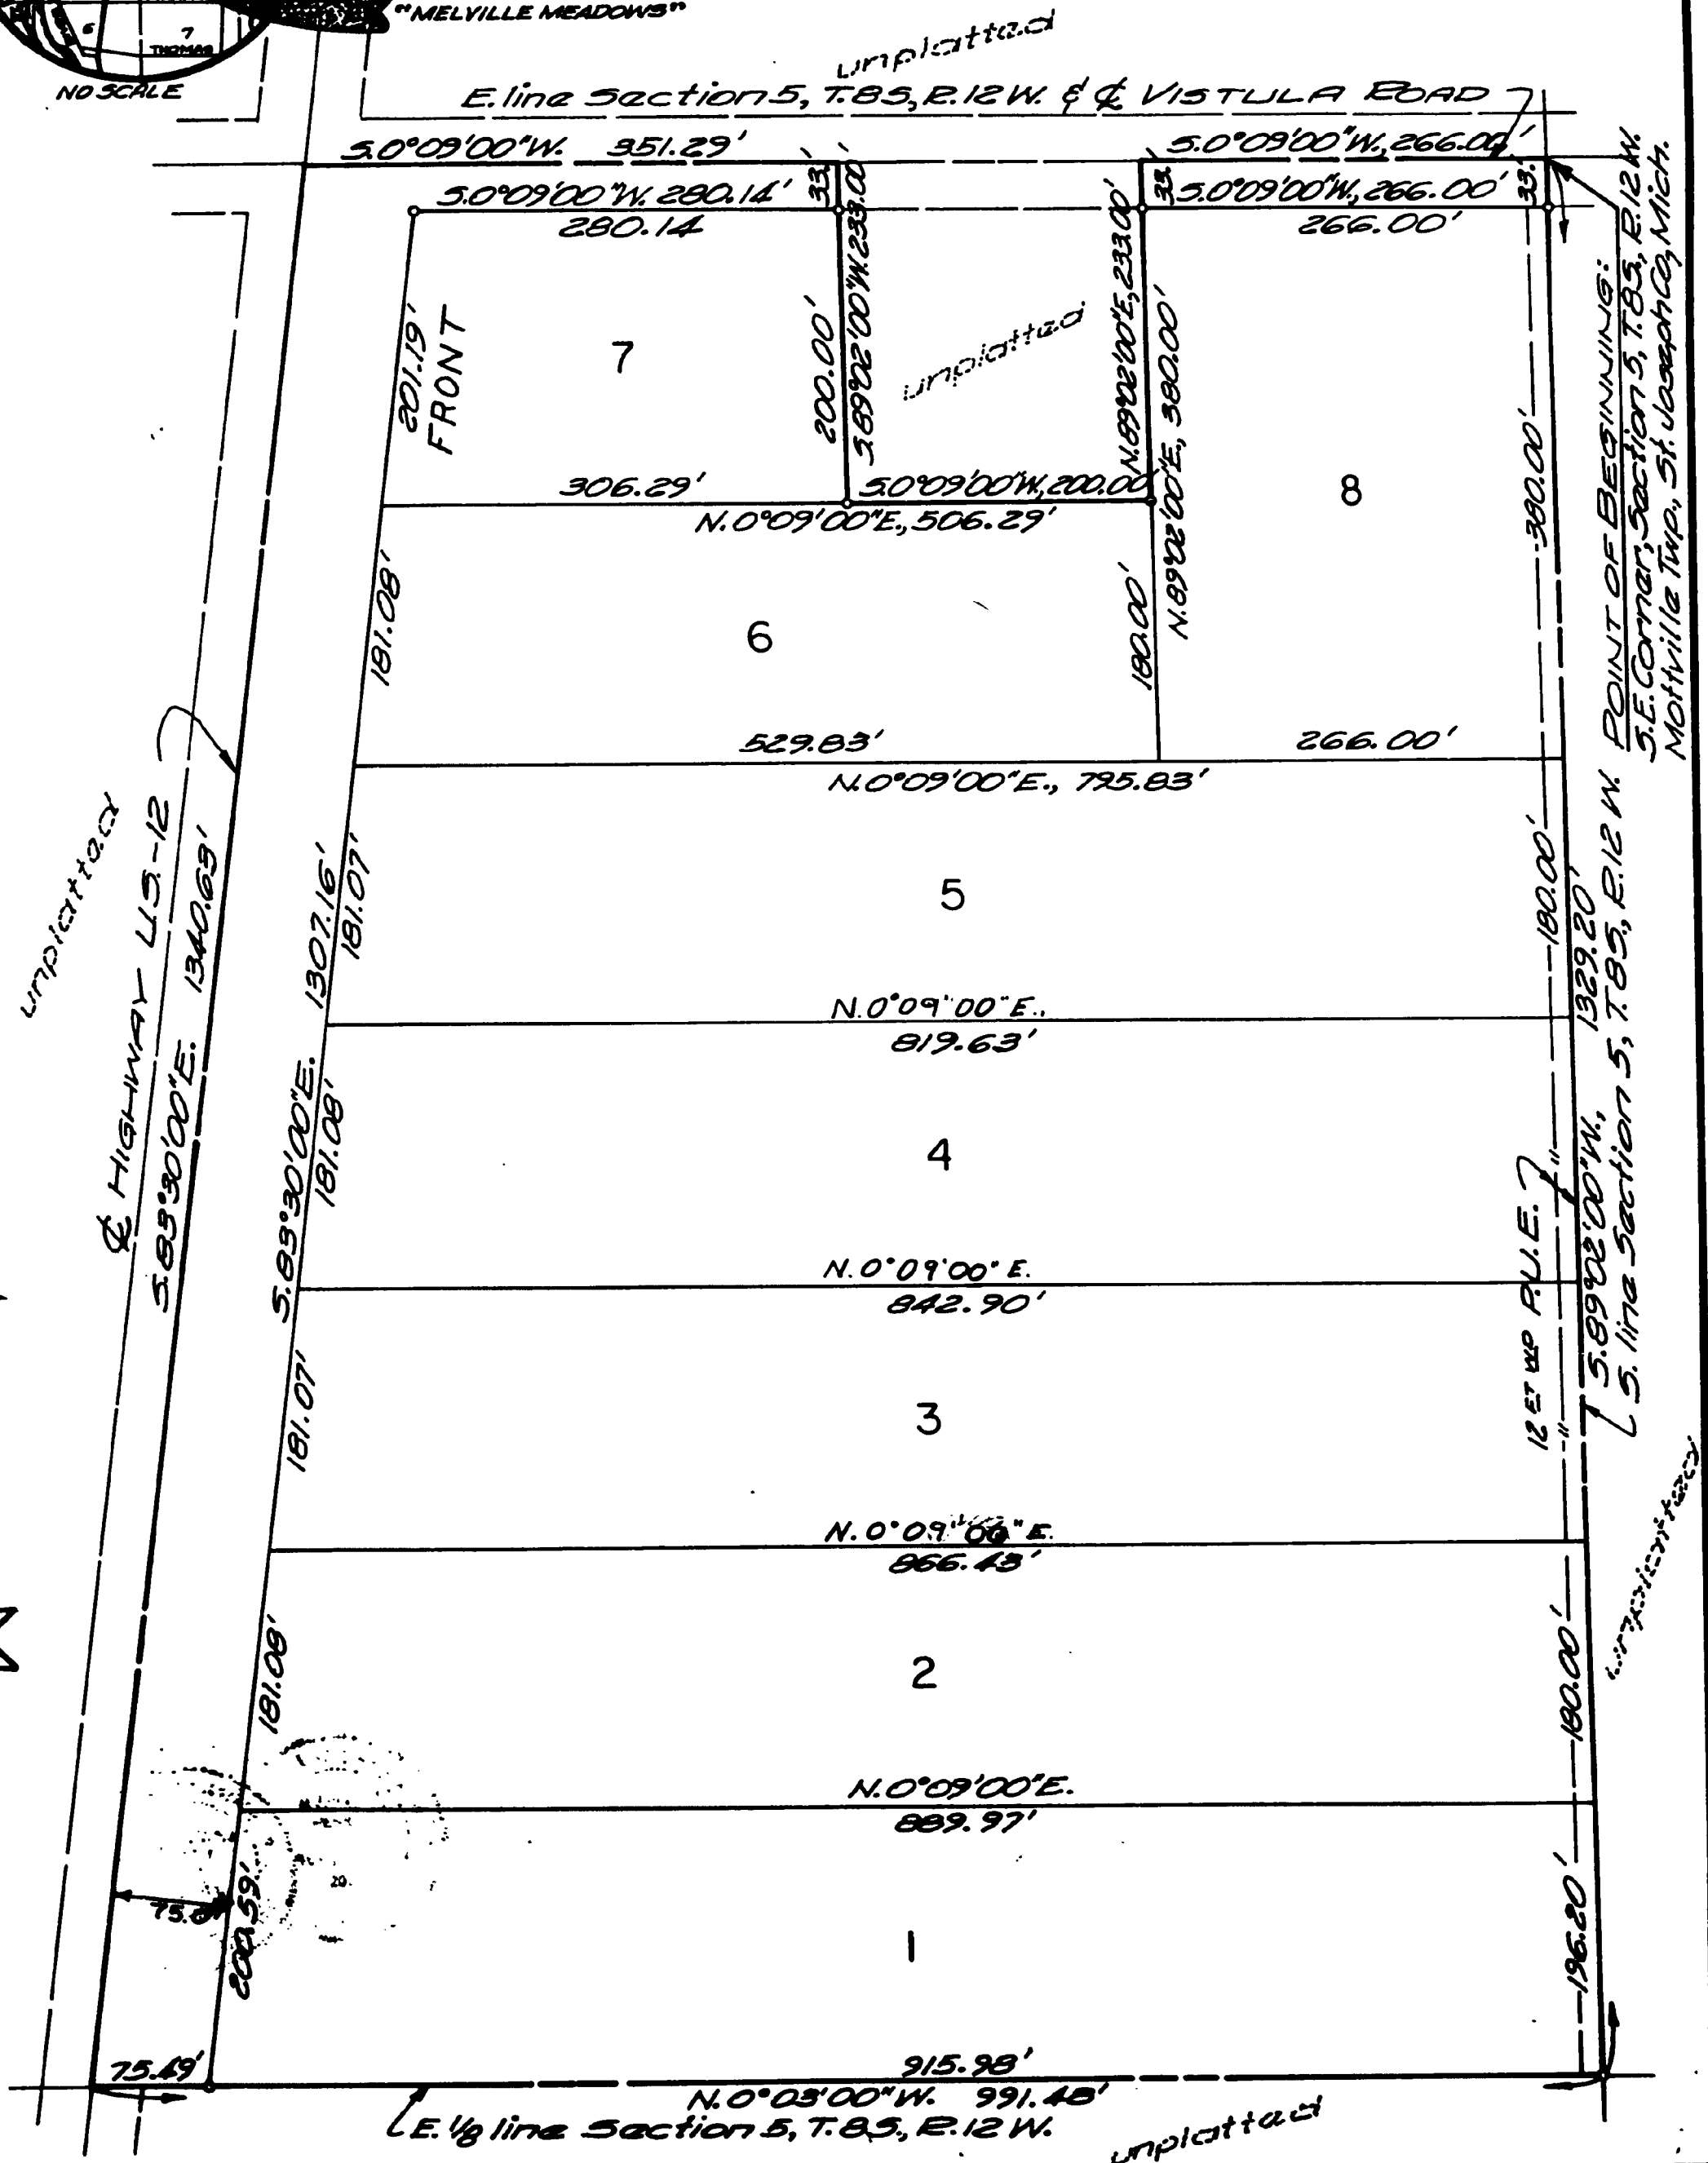 "MELVILLE MEADOWS"
6
7
THOMAS
NO SCALE
unplatted
E. line Section 5, T.8S., R.12W. & ℄ VISTULA ROAD
S.0°09'00"W. 351.29'
S.0°09'00"W., 266.00'
33.'
33.'
33.'
S.0°09'00"W. 280.14'
280.14
S.0°09'00"W., 266.00'
266.00'
201.19'
FRONT
7
200.00'
S.89°02'00"W. 233.00'
unplatted
N.89°02'00"E., 233.00'
N.89°02'00"E., 380.00'
8
380.00'
POINT OF BEGINNING:
S.E. Corner, Section 5, T.8S., R.12W.
Mottville Twp., St. Joseph Co., Mich.
306.29'
S.0°09'00"W., 200.00'
N.0°09'00"E., 506.29'
181.08'
6
180.00'
529.83'
266.00'
N.0°09'00"E., 795.83'
unplatted
℄ HIGHWAY U.S.-12
S.83°30'00"E. 1340.63'
S.83°30'00"E. 1307.16'
181.07'
5
180.00'
N.0°09'00"E.
819.63'
181.08'
4
"
12 FT WD P.U.E.
S.89°02'00"W., 1329.20'
S. line Section 5, T.8S., R.12W.
N.0°09'00"E.
842.90'
181.07'
3
"
unplatted
N.0°09'00"E.
866.43'
181.08'
2
180.00'
N.0°09'00"E.
889.97'
20.
200.59'
1
196.20'
75.49'
915.98'
N.0°03'00"W. 991.48'
E. 1/8 line Section 5, T.8S., R.12W.
unplatted